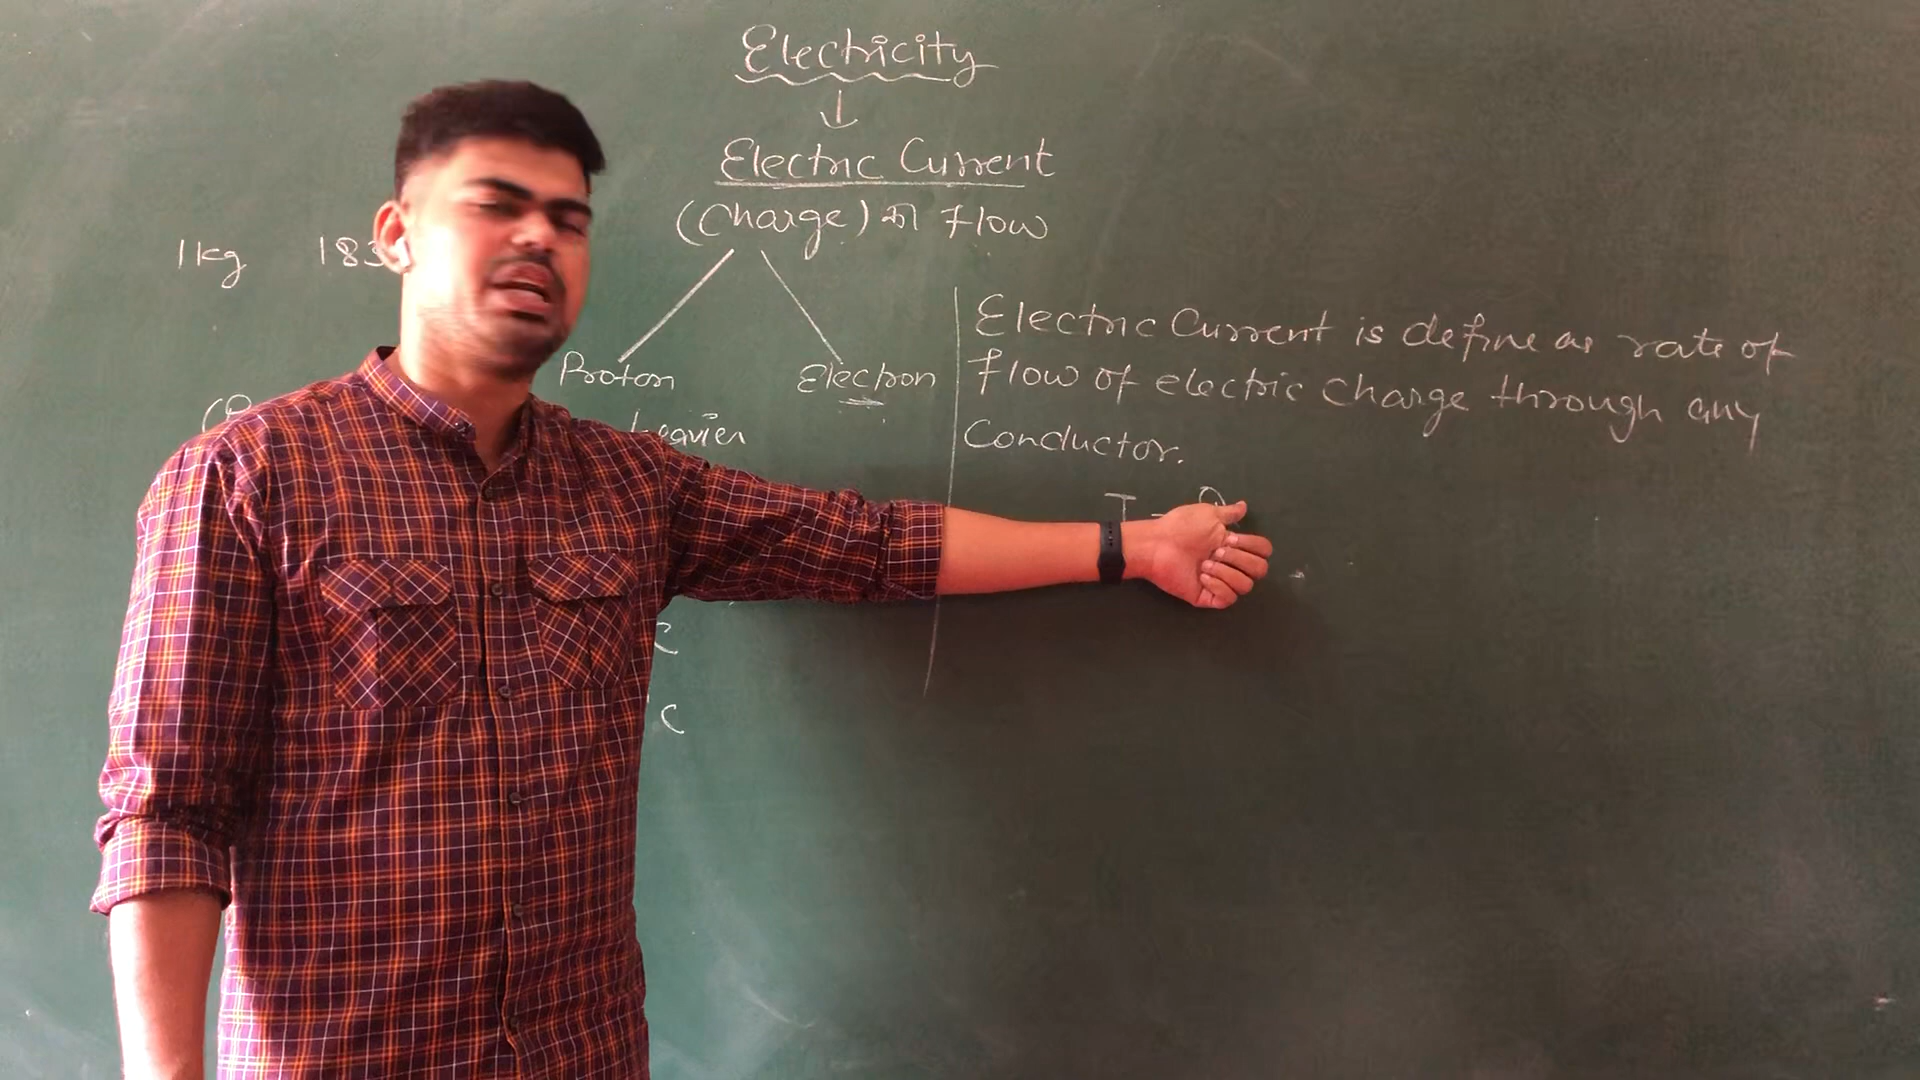 Electricity
↓
Electric Current
(Charge) का Flow
1kg 183
Proton Electron
heavier
Electric Current is define as rate of
flow of electric charge through any
Conductor.
I = Q
C
C